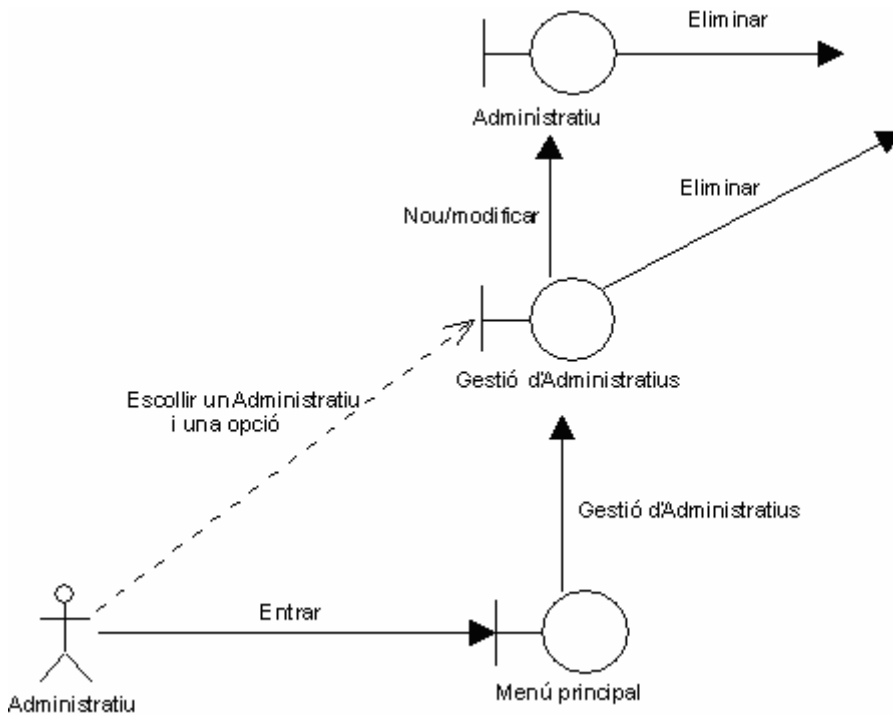 Eliminar
Administratiu
Eliminar
Nou/modificar
Gestió d'Administratius
Escollir un Administratiu
i una opció
Gestió d'Administratius
Entrar
Menú principal
Administratiu